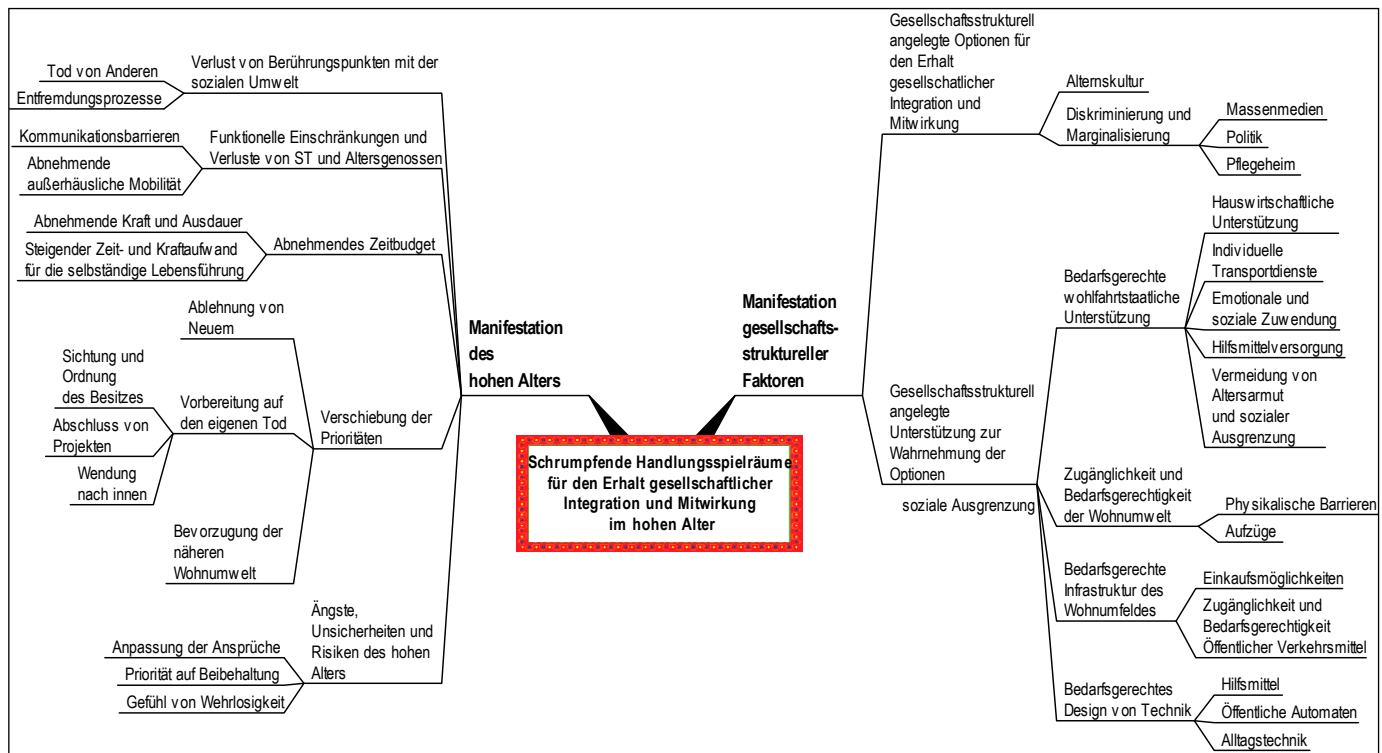 Schrumpfende Handlungsspielräume
für den Erhalt gesellschaftlicher
Integration und Mitwirkung
im hohen Alter
Manifestation
des
hohen Alters
Verlust von Berührungspunkten mit der
sozialen Umwelt
Tod von Anderen
Entfremdungsprozesse
Funktionelle Einschränkungen und
Verluste von ST und Altersgenossen
Kommunikationsbarrieren
Abnehmende
außerhäusliche Mobilität
Abnehmendes Zeitbudget
Abnehmende Kraft und Ausdauer
Steigender Zeit- und Kraftaufwand
für die selbständige Lebensführung
Verschiebung der
Prioritäten
Ablehnung von
Neuem
Vorbereitung auf
den eigenen Tod
Sichtung und
Ordnung
des Besitzes
Abschluss von
Projekten
Wendung
nach innen
Bevorzugung der
näheren
Wohnumwelt
Ängste,
Unsicherheiten und
Risiken des hohen
Alters
Anpassung der Ansprüche
Priorität auf Beibehaltung
Gefühl von Wehrlosigkeit
Manifestation
gesellschafts-
struktureller
Faktoren
Gesellschaftsstrukturell
angelegte Optionen für
den Erhalt
gesellschatlicher
Integration und
Mitwirkung
Alternskultur
Diskriminierung und
Marginalisierung
Massenmedien
Politik
Pflegeheim
Gesellschaftsstrukturell
angelegte
Unterstützung zur
Wahrnehmung der
Optionen
soziale Ausgrenzung
Bedarfsgerechte
wohlfahrtstaatliche
Unterstützung
Hauswirtschaftliche
Unterstützung
Individuelle
Transportdienste
Emotionale und
soziale Zuwendung
Hilfsmittelversorgung
Vermeidung von
Altersarmut
und sozialer
Ausgrenzung
Zugänglichkeit und
Bedarfsgerechtigkeit
der Wohnumwelt
Physikalische Barrieren
Aufzüge
Bedarfsgerechte
Infrastruktur des
Wohnumfeldes
Einkaufsmöglichkeiten
Zugänglichkeit und
Bedarfsgerechtigkeit
Öffentlicher Verkehrsmittel
Bedarfsgerechtes
Design von Technik
Hilfsmittel
Öffentliche Automaten
Alltagstechnik